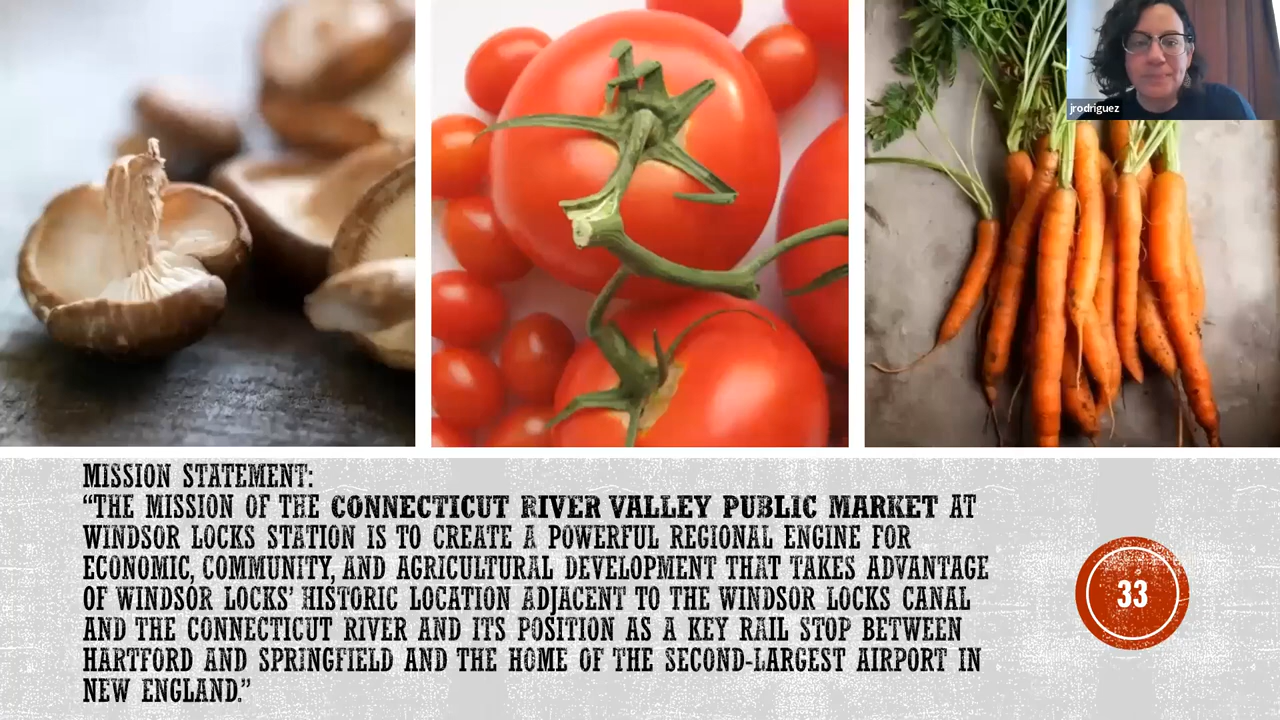 jrodriguez
MISSION STATEMENT:
“THE MISSION OF THE CONNECTICUT RIVER VALLEY PUBLIC MARKET AT
WINDSOR LOCKS STATION IS TO CREATE A POWERFUL REGIONAL ENGINE FOR
ECONOMIC, COMMUNITY, AND AGRICULTURAL DEVELOPMENT THAT TAKES ADVANTAGE
OF WINDSOR LOCKS’ HISTORIC LOCATION ADJACENT TO THE WINDSOR LOCKS CANAL
AND THE CONNECTICUT RIVER AND ITS POSITION AS A KEY RAIL STOP BETWEEN
HARTFORD AND SPRINGFIELD AND THE HOME OF THE SECOND-LARGEST AIRPORT IN
NEW ENGLAND.”
33